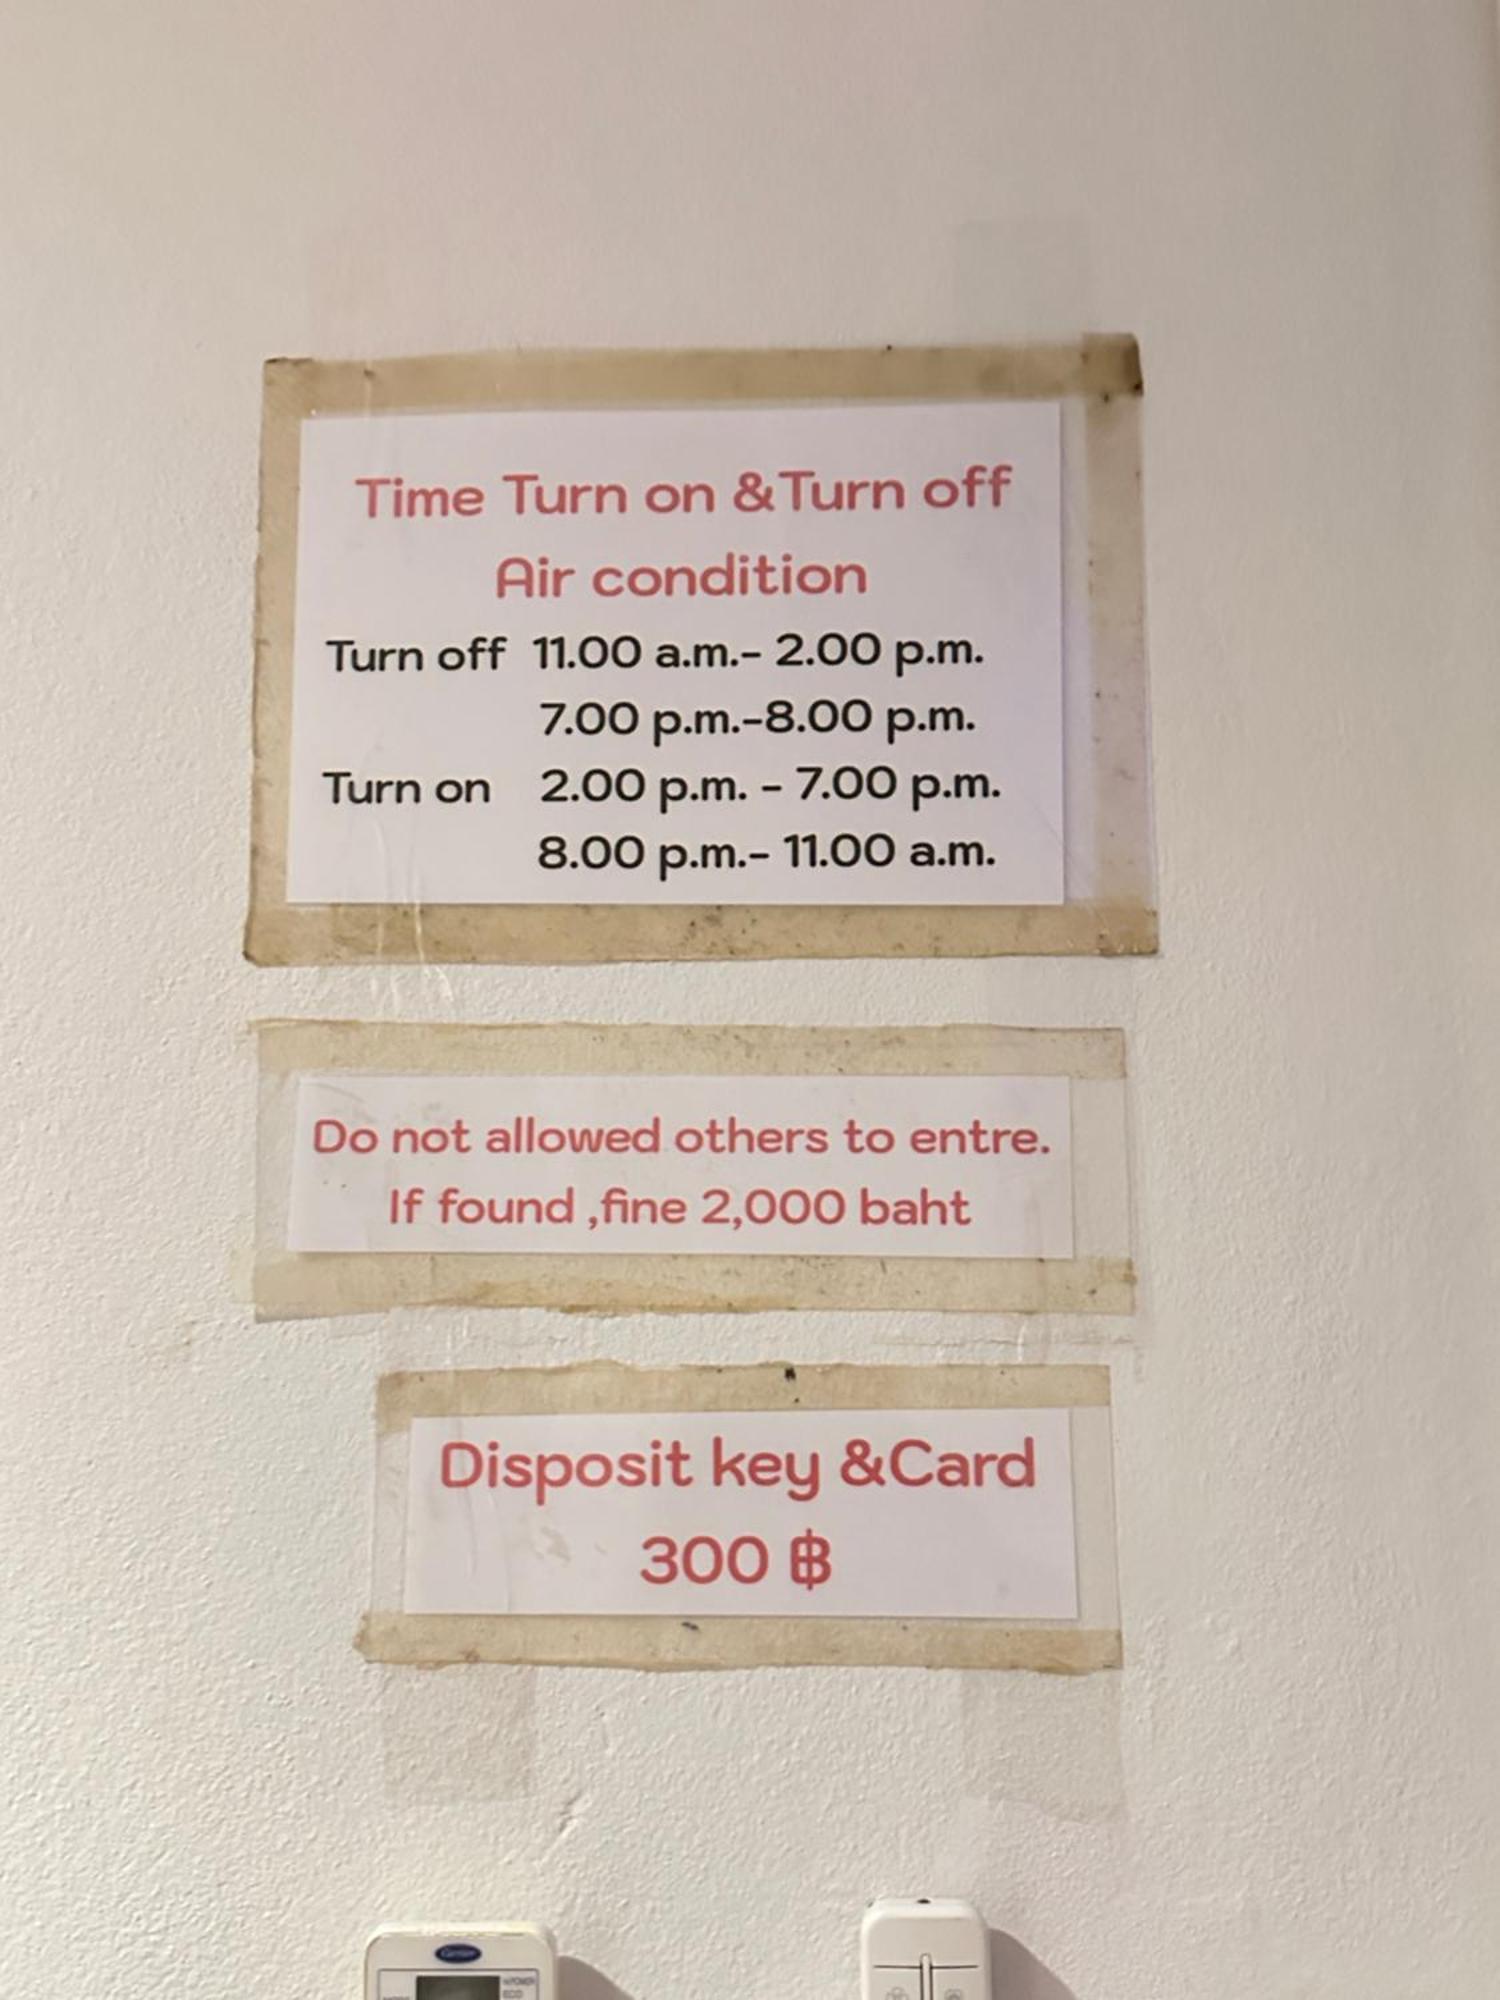 Time Turn on &Turn off
Air condition
Turn off 11.00 a.m.- 2.00 p.m.
7.00 p.m.-8.00 p.m.
Turn on 2.00 p.m. - 7.00 p.m.
8.00 p.m.- 11.00 a.m.
Do not allowed others to entre.
If found ,fine 2,000 baht
Disposit key &Card
300 ฿
Carrier
ECO